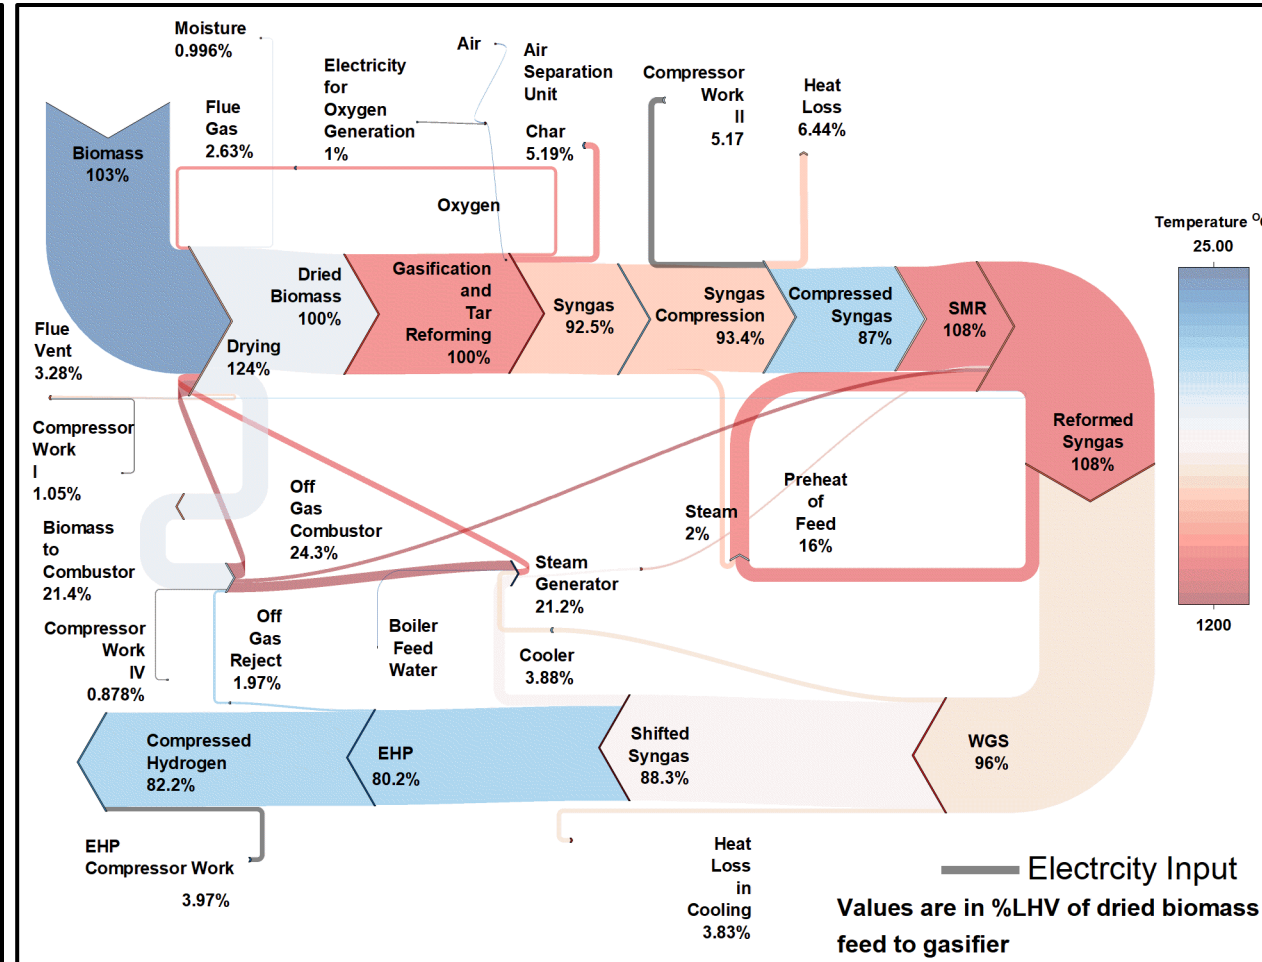 Moisture
0.996%
Air
Air
Separation
Unit
Electricity
for
Oxygen
Generation
1%
Compressor
Work
II
5.17
Heat
Loss
6.44%
Flue
Gas
2.63%
Char
5.19%
Biomass
103%
Oxygen
Temperature
25.00
Dried
Biomass
100%
Gasification
and
Tar
Reforming
100%
Syngas
92.5%
Syngas
Compression
93.4%
Compressed
Syngas
87%
SMR
108%
Flue
Vent
3.28%
Drying
124%
Compressor
Work
I
1.05%
Reformed
Syngas
108%
Off
Gas
Combustor
24.3%
Steam
2%
Preheat
of
Feed
16%
Biomass
to
Combustor
21.4%
Steam
Generator
21.2%
Compressor
Work
IV
0.878%
Off
Gas
Reject
1.97%
Boiler
Feed
Water
1200
Cooler
3.88%
Compressed
Hydrogen
82.2%
EHP
80.2%
Shifted
Syngas
88.3%
WGS
96%
EHP
Compressor Work
3.97%
Heat
Loss
in
Cooling
3.83%
Electrcity Input
Values are in %LHV of dried biomass
feed to gasifier